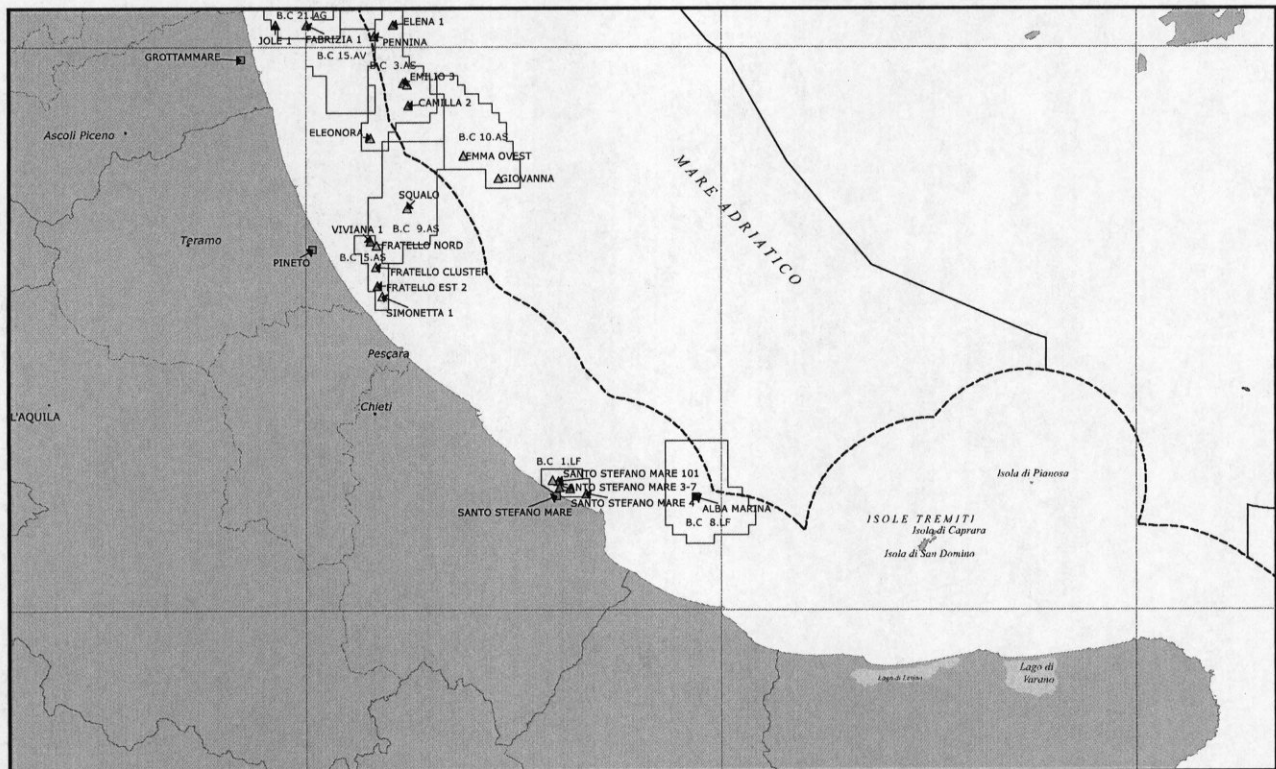 B.C 21.AG
ELENA 1
JOLE 1
FABRIZIA 1
PENNINA
GROTTAMMARE
B.C 15.AV
B.C 3.AS
EMILIO 3
CAMILLA 2
Ascoli Piceno
ELEONORA
B.C 10.AS
EMMA OVEST
GIOVANNA
MARE ADRIATICO
SQUALO
VIVIANA 1
B.C 9.AS
Teramo
FRATELLO NORD
PINETO
B.C 5.AS
FRATELLO CLUSTER
FRATELLO EST 2
SIMONETTA 1
Pescara
Chieti
L'AQUILA
B.C 1.LF
SANTO STEFANO MARE 101
SANTO STEFANO MARE 3-7
SANTO STEFANO MARE 4
SANTO STEFANO MARE
ALBA MARINA
B.C 8.LF
Isola di Pianosa
ISOLE TREMITI
Isola di Caprara
Isola di San Domino
Lago di Lesina
Lago di
Varano